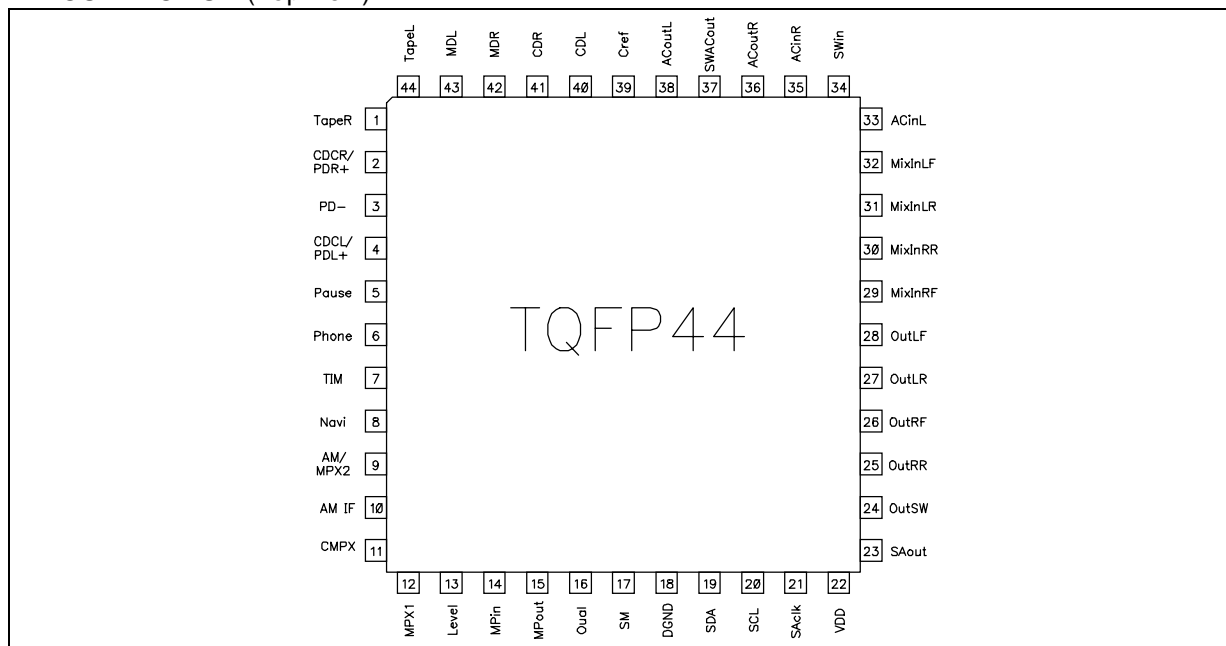 TapeL MDL MDR CDR CDL Cref ACoutL SWACout ACoutR ACinR SWin
44 43 42 41 40 39 38 37 36 35 34
TapeR 1
CDCR/
PDR+ 2
PD- 3
CDCL/
PDL+ 4
Pause 5
Phone 6
TIM 7
Navi 8
AM/
MPX2 9
AM IF 10
CMPX 11
TQFP44
33 ACinL
32 MixInLF
31 MixInLR
30 MixInRR
29 MixInRF
28 OutLF
27 OutLR
26 OutRF
25 OutRR
24 OutSW
23 SAout
12 13 14 15 16 17 18 19 20 21 22
MPX1 Level MPin MPout Oual SM DGND SDA SCL SAclk VDD